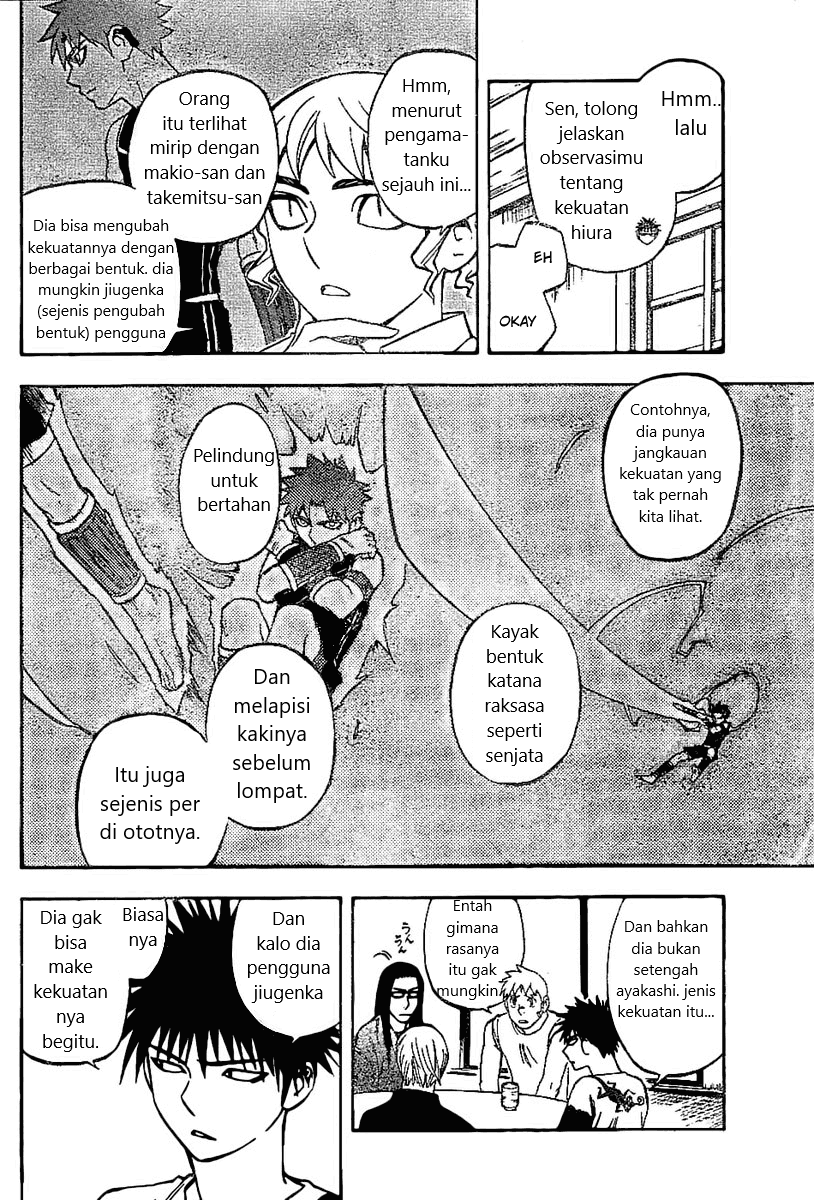 Hmm..
lalu
Sen, tolong
jelaskan
observasimu
tentang
kekuatan
hiura
EH
OKAY
Hmm,
menurut
pengama-
tanku
sejauh ini...
Orang
itu terlihat
mirip dengan
makio-san dan
takemitsu-san
Dia bisa mengubah
kekuatannya dengan
berbagai bentuk. dia
mungkin jiugenka
(sejenis pengubah
bentuk) pengguna
Contohnya,
dia punya
jangkauan
kekuatan yang
tak pernah
kita lihat.
Kayak
bentuk
katana
raksasa
seperti
senjata
Pelindung
untuk
bertahan
Dan
melapisi
kakinya
sebelum
lompat.
Itu juga
sejenis per
di ototnya.
Dan bahkan
dia bukan
setengah
ayakashi. jenis
kekuatan itu...
Entah
gimana
rasanya
itu gak
mungkin
うんうん
Dan
kalo dia
pengguna
jiugenka
Biasa
nya
Dia gak
bisa
make
kekuatan
nya
begitu.